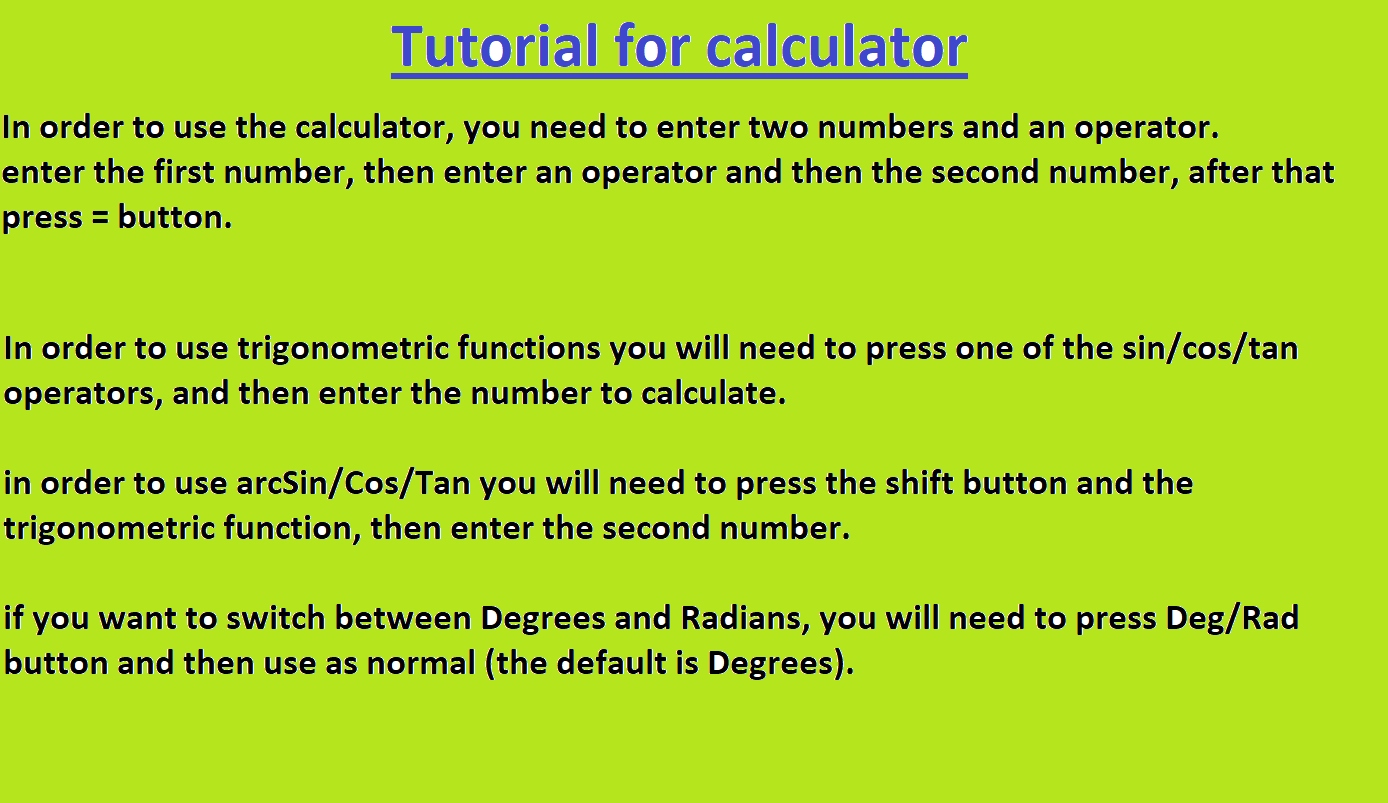 Tutorial for calculator
In order to use the calculator, you need to enter two numbers and an operator.
enter the first number, then enter an operator and then the second number, after that
press = button.
In order to use trigonometric functions you will need to press one of the sin/cos/tan
operators, and then enter the number to calculate.
in order to use arcSin/Cos/Tan you will need to press the shift button and the
trigonometric function, then enter the second number.
if you want to switch between Degrees and Radians, you will need to press Deg/Rad
button and then use as normal (the default is Degrees).